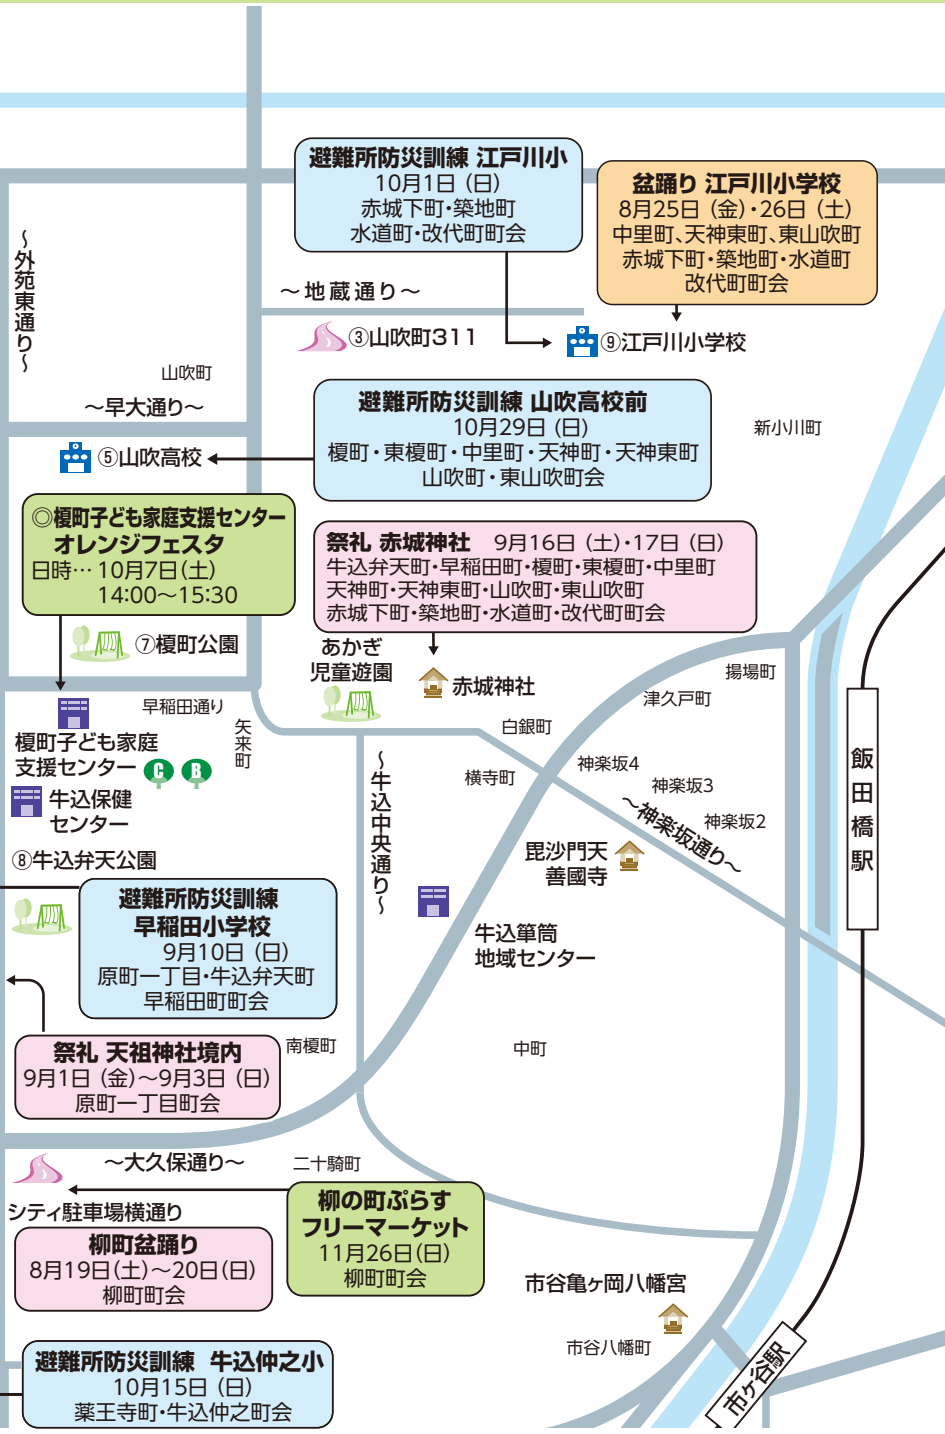 避難所防災訓練 江戸川小
10月1日（日）
赤城下町・築地町
水道町・改代町町会
盆踊り 江戸川小学校
8月25日（金）・26日（土）
中里町、天神東町、東山吹町
赤城下町・築地町・水道町
改代町町会
～外苑東通り～
～地蔵通り～
③山吹町311
⑨江戸川小学校
山吹町
～早大通り～
避難所防災訓練 山吹高校前
10月29日（日）
榎町・東榎町・中里町・天神町・天神東町
山吹町・東山吹町会
新小川町
⑤山吹高校
◎榎町子ども家庭支援センター
オレンジフェスタ
日時…10月7日（土）
14:00～15:30
祭礼 赤城神社 9月16日（土）・17日（日）
牛込弁天町・早稲田町・榎町・東榎町・中里町
天神町・天神東町・山吹町・東山吹町
赤城下町・築地町・水道町・改代町町会
⑦榎町公園
あかぎ
児童遊園
赤城神社
揚場町
津久戸町
早稲田通り
矢来町
白銀町
榎町子ども家庭
支援センター
C B
牛込保健
センター
～牛込中央通り～
横寺町
神楽坂4
神楽坂3
神楽坂2
～神楽坂通り～
飯田橋駅
毘沙門天
善國寺
⑧牛込弁天公園
避難所防災訓練
早稲田小学校
9月10日（日）
原町一丁目・牛込弁天町
早稲田町町会
牛込箪笥
地域センター
祭礼 天祖神社境内
9月1日（金）～9月3日（日）
原町一丁目町会
南榎町
中町
～大久保通り～
二十騎町
シティ駐車場横通り
柳の町ぷらす
フリーマーケット
11月26日（日）
柳町町会
柳町盆踊り
8月19日（土）～20日（日）
柳町町会
市谷亀ヶ岡八幡宮
市谷八幡町
市ヶ谷駅
避難所防災訓練 牛込仲之小
10月15日（日）
薬王寺町・牛込仲之町会